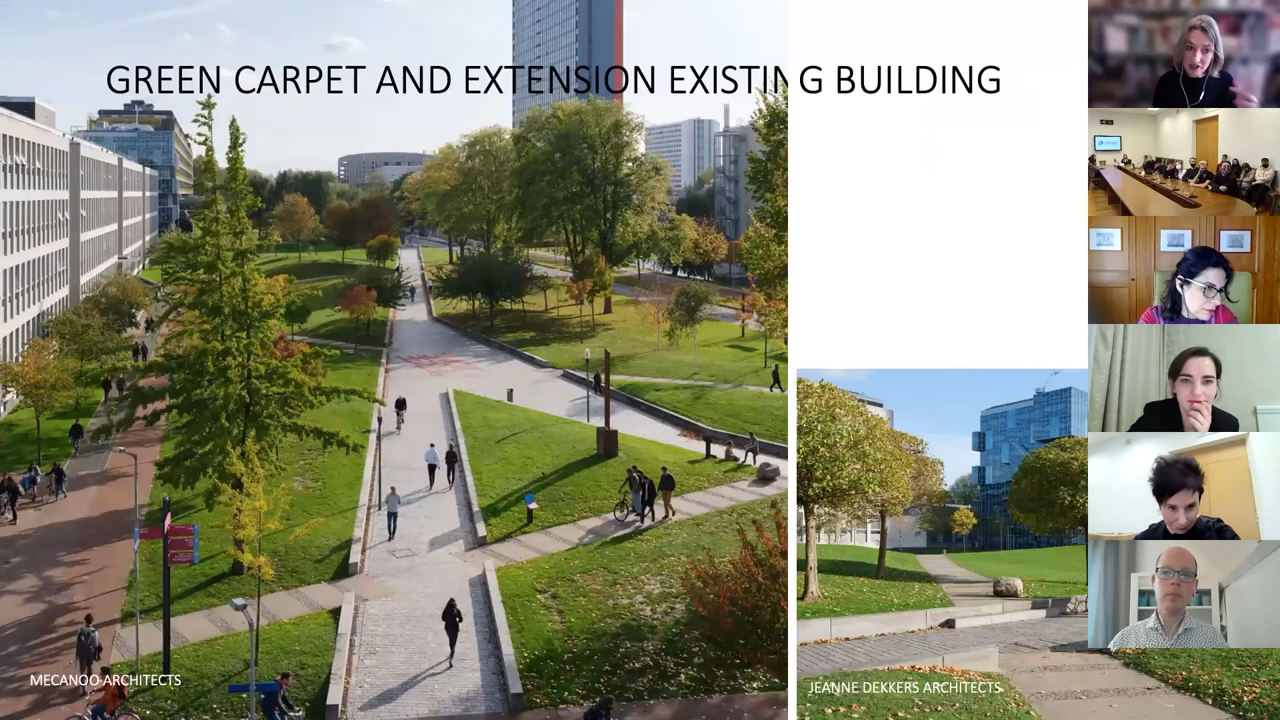 GREEN CARPET AND EXTENSION EXISTING BUILDING
MECANOO ARCHITECTS
JEANNE DEKKERS ARCHITECTS